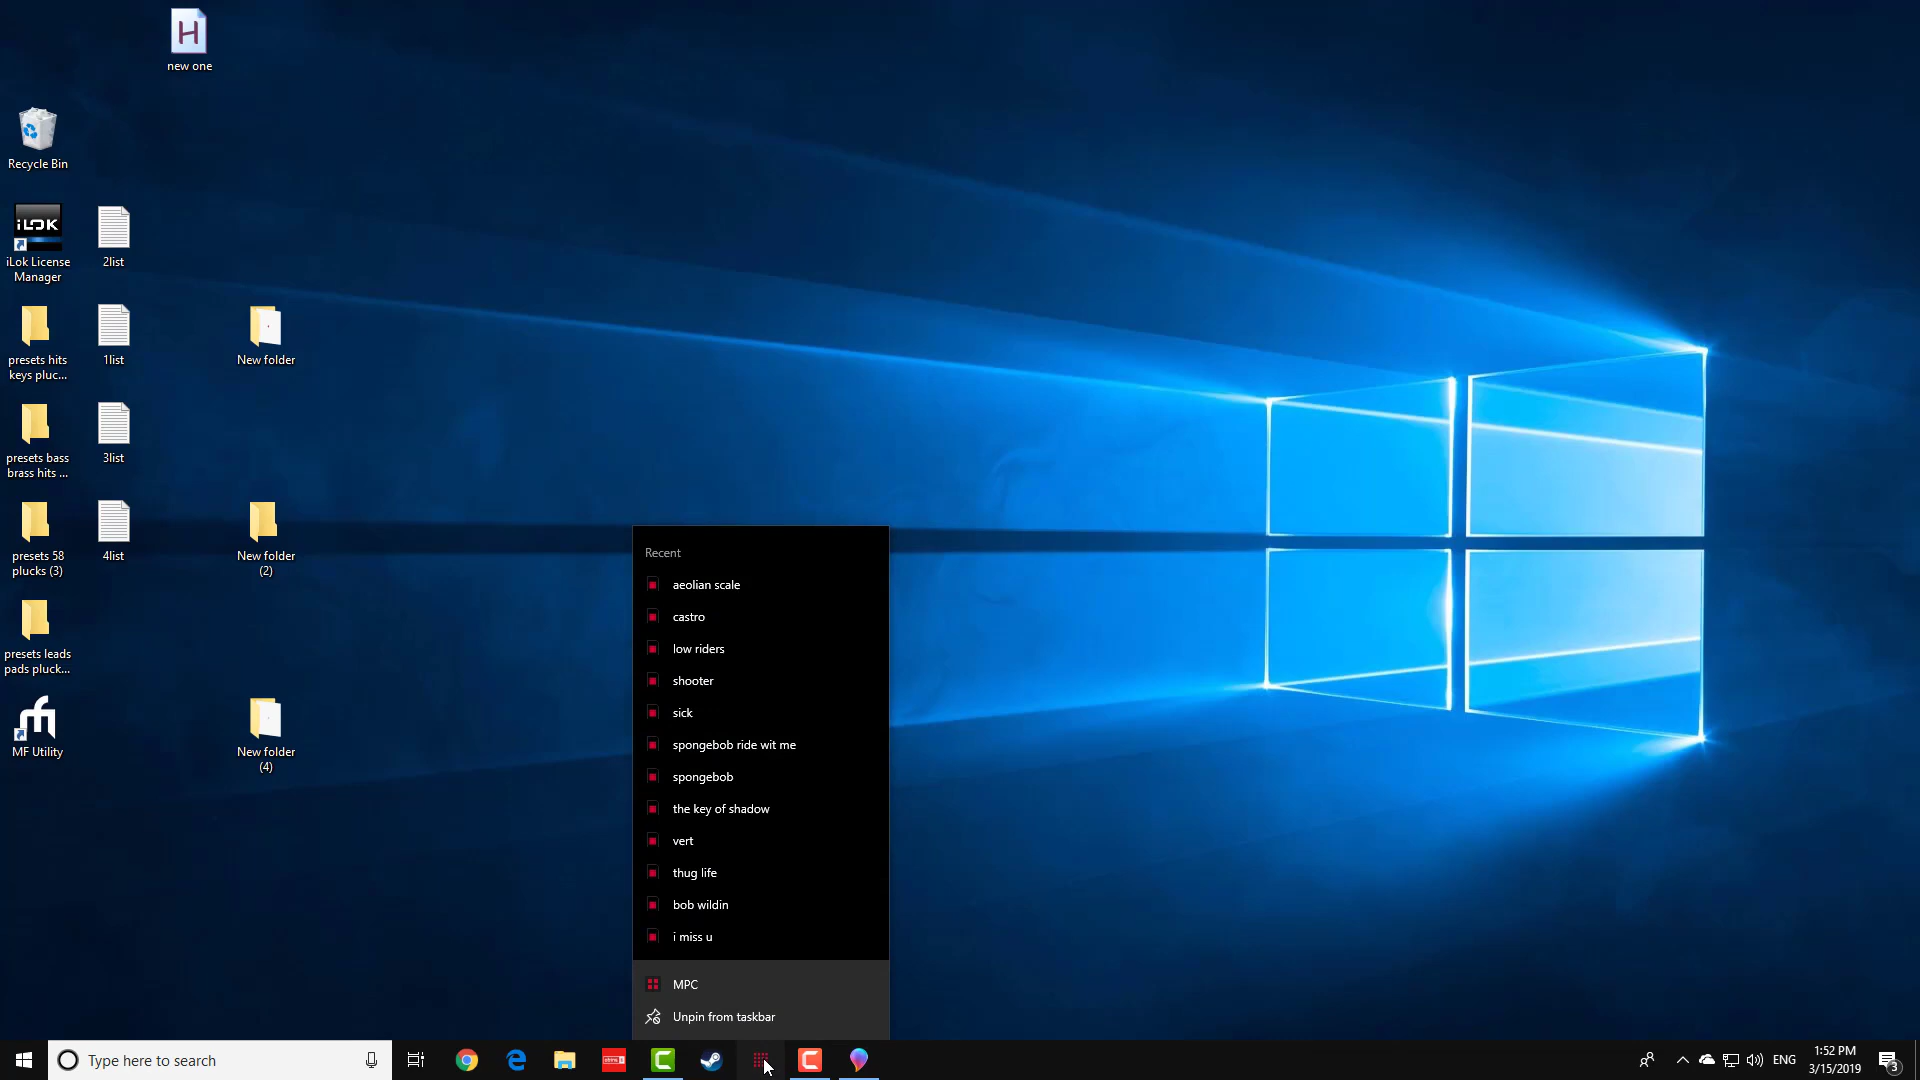 new one
Recycle Bin
iLOK
iLok License
Manager
2list
presets hits
keys pluc...
1list
New folder
presets bass
brass hits ...
3list
presets 58
plucks (3)
4list
New folder
(2)
presets leads
pads pluck...
MF Utility
New folder
(4)
Recent
aeolian scale
castro
low riders
shooter
sick
spongebob ride wit me
spongebob
the key of shadow
vert
thug life
bob wildin
i miss u
MPC
Unpin from taskbar
Type here to search
ENG
1:52 PM
3/15/2019
3